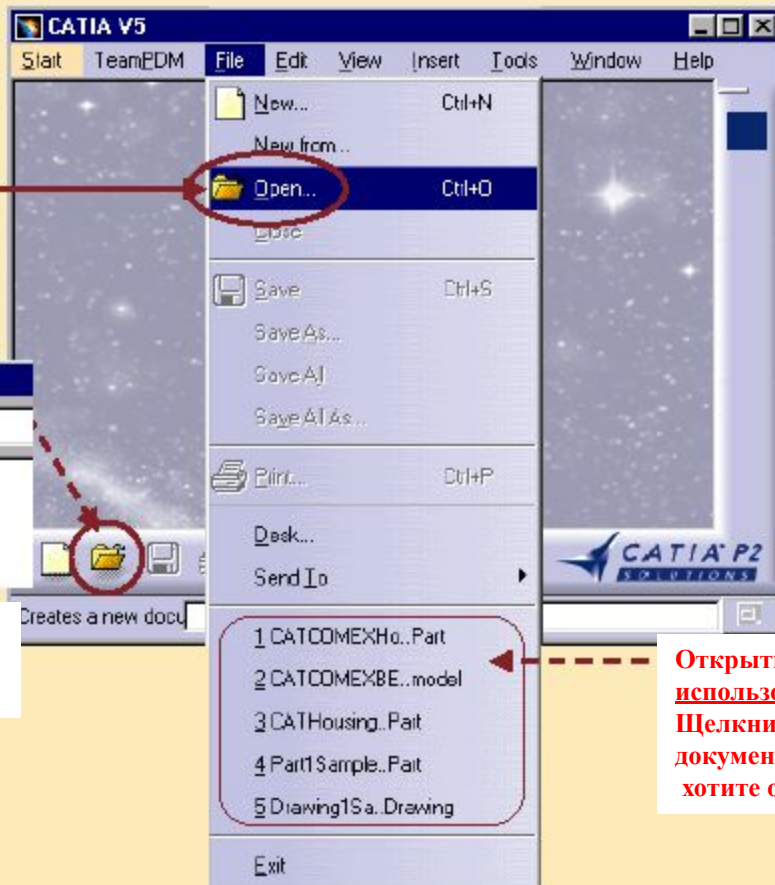 CATIA V5
Start TeamPDM File Edit View Insert Tools Window Help
New... Ctrl+N
New from...
Open... Ctrl+O
Close
Save Ctrl+S
Save As...
Save All
Save All As...
Print... Ctrl+P
Desk...
Send To
CATIA P2
SOLUTIONS
Creates a new docu
1 CATCOMEXHo..Part
2 CATCOMEXBE..model
3 CATHousing..Part
4 Part1Sample..Part
5 Drawing1Sa..Drawing
Exit
Открыти
использо
Щелкни
докумен
хотите о